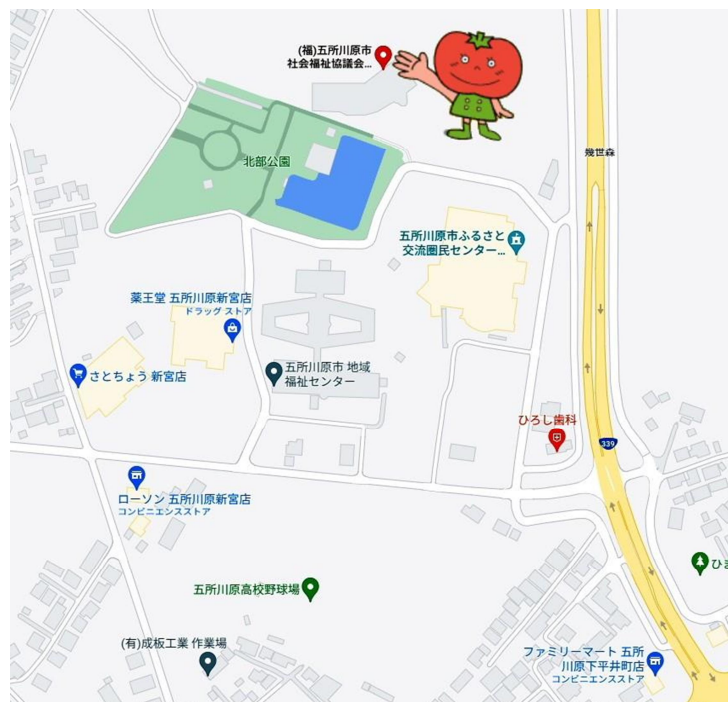 (福)五所川原市
社会福祉協議会...
幾世森
北部公園
五所川原市ふるさと
交流圏民センター...
薬王堂 五所川原新宮店
ドラッグ ストア
さとちょう 新宮店
五所川原市 地域
福祉センター
ひろし歯科
339
ローソン 五所川原新宮店
コンビニエンスストア
五所川原高校野球場
ひま
(有)成板工業 作業場
ファミリーマート 五所
川原下平井町店
コンビニエンスストア